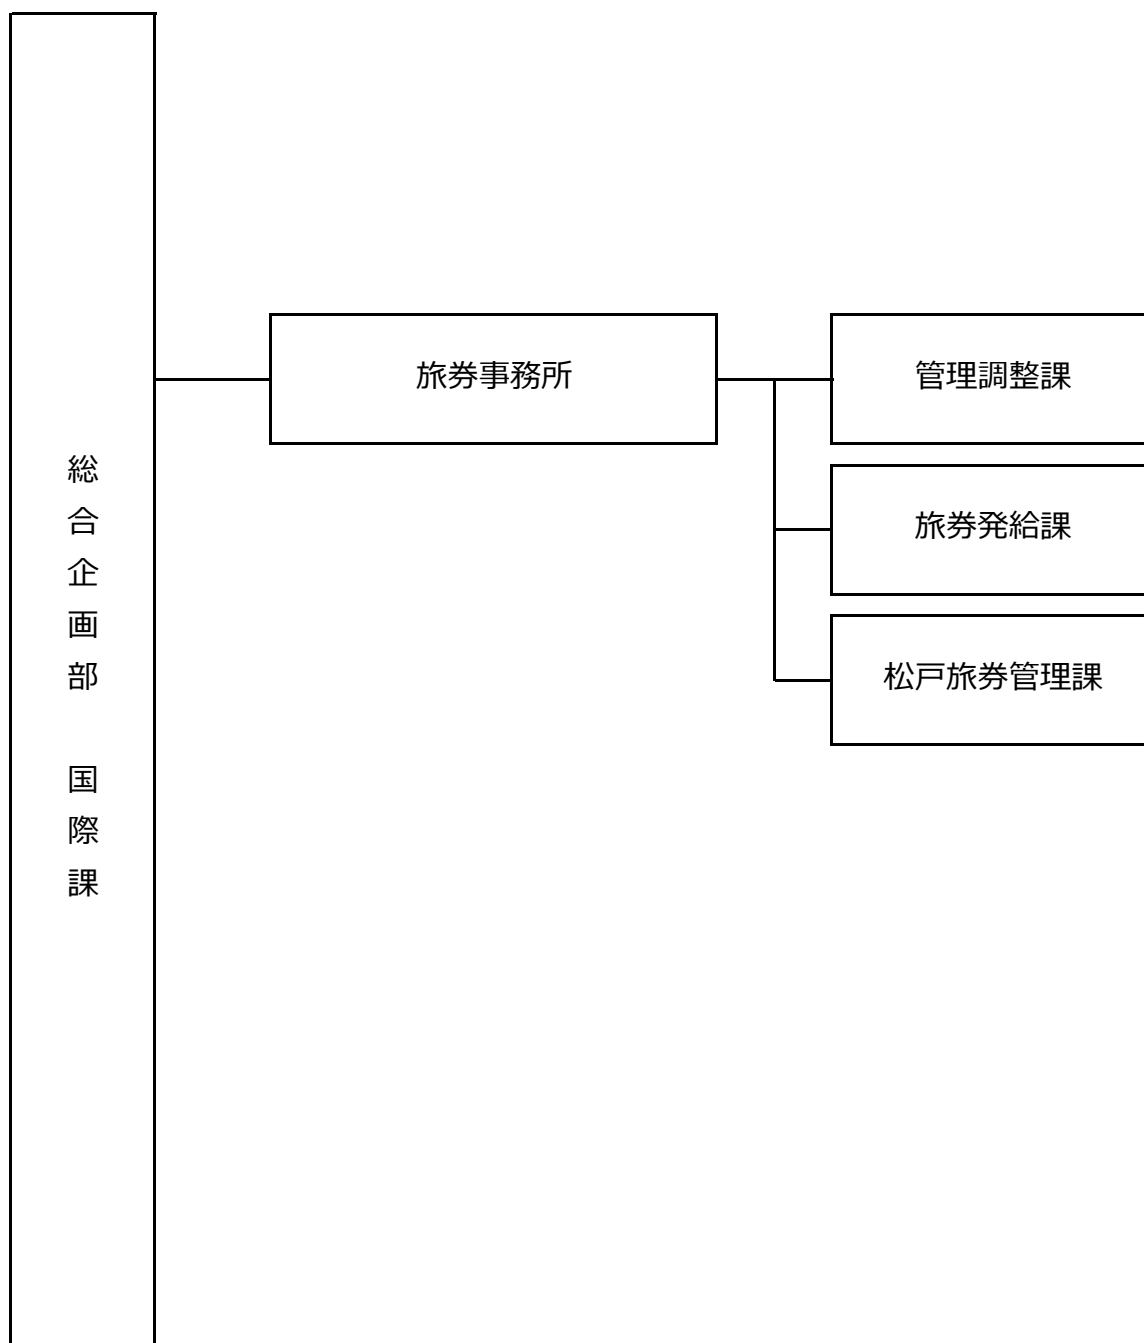 総合企画部　国際課
旅券事務所
管理調整課
旅券発給課
松戸旅券管理課